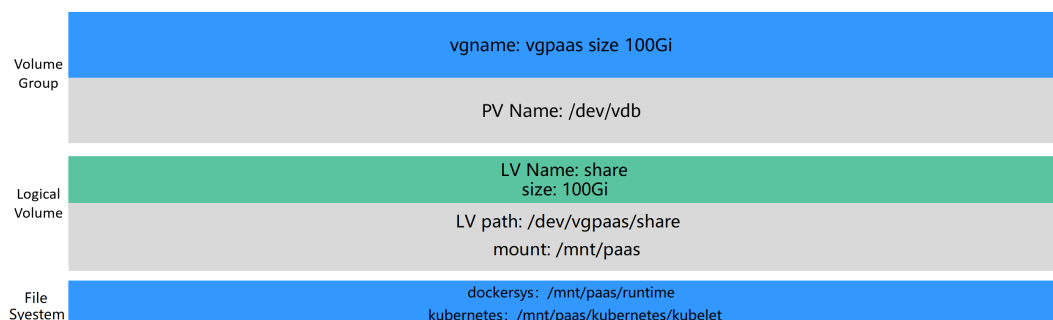 Volume
Group
vgname: vgpaas size 100Gi
PV Name: /dev/vdb
Logical
Volume
LV Name: share
size: 100Gi
LV path: /dev/vgpaas/share
mount: /mnt/paas
File
Syestem
dockersys: /mnt/paas/runtime
kubernetes: /mnt/paas/kubernetes/kubelet